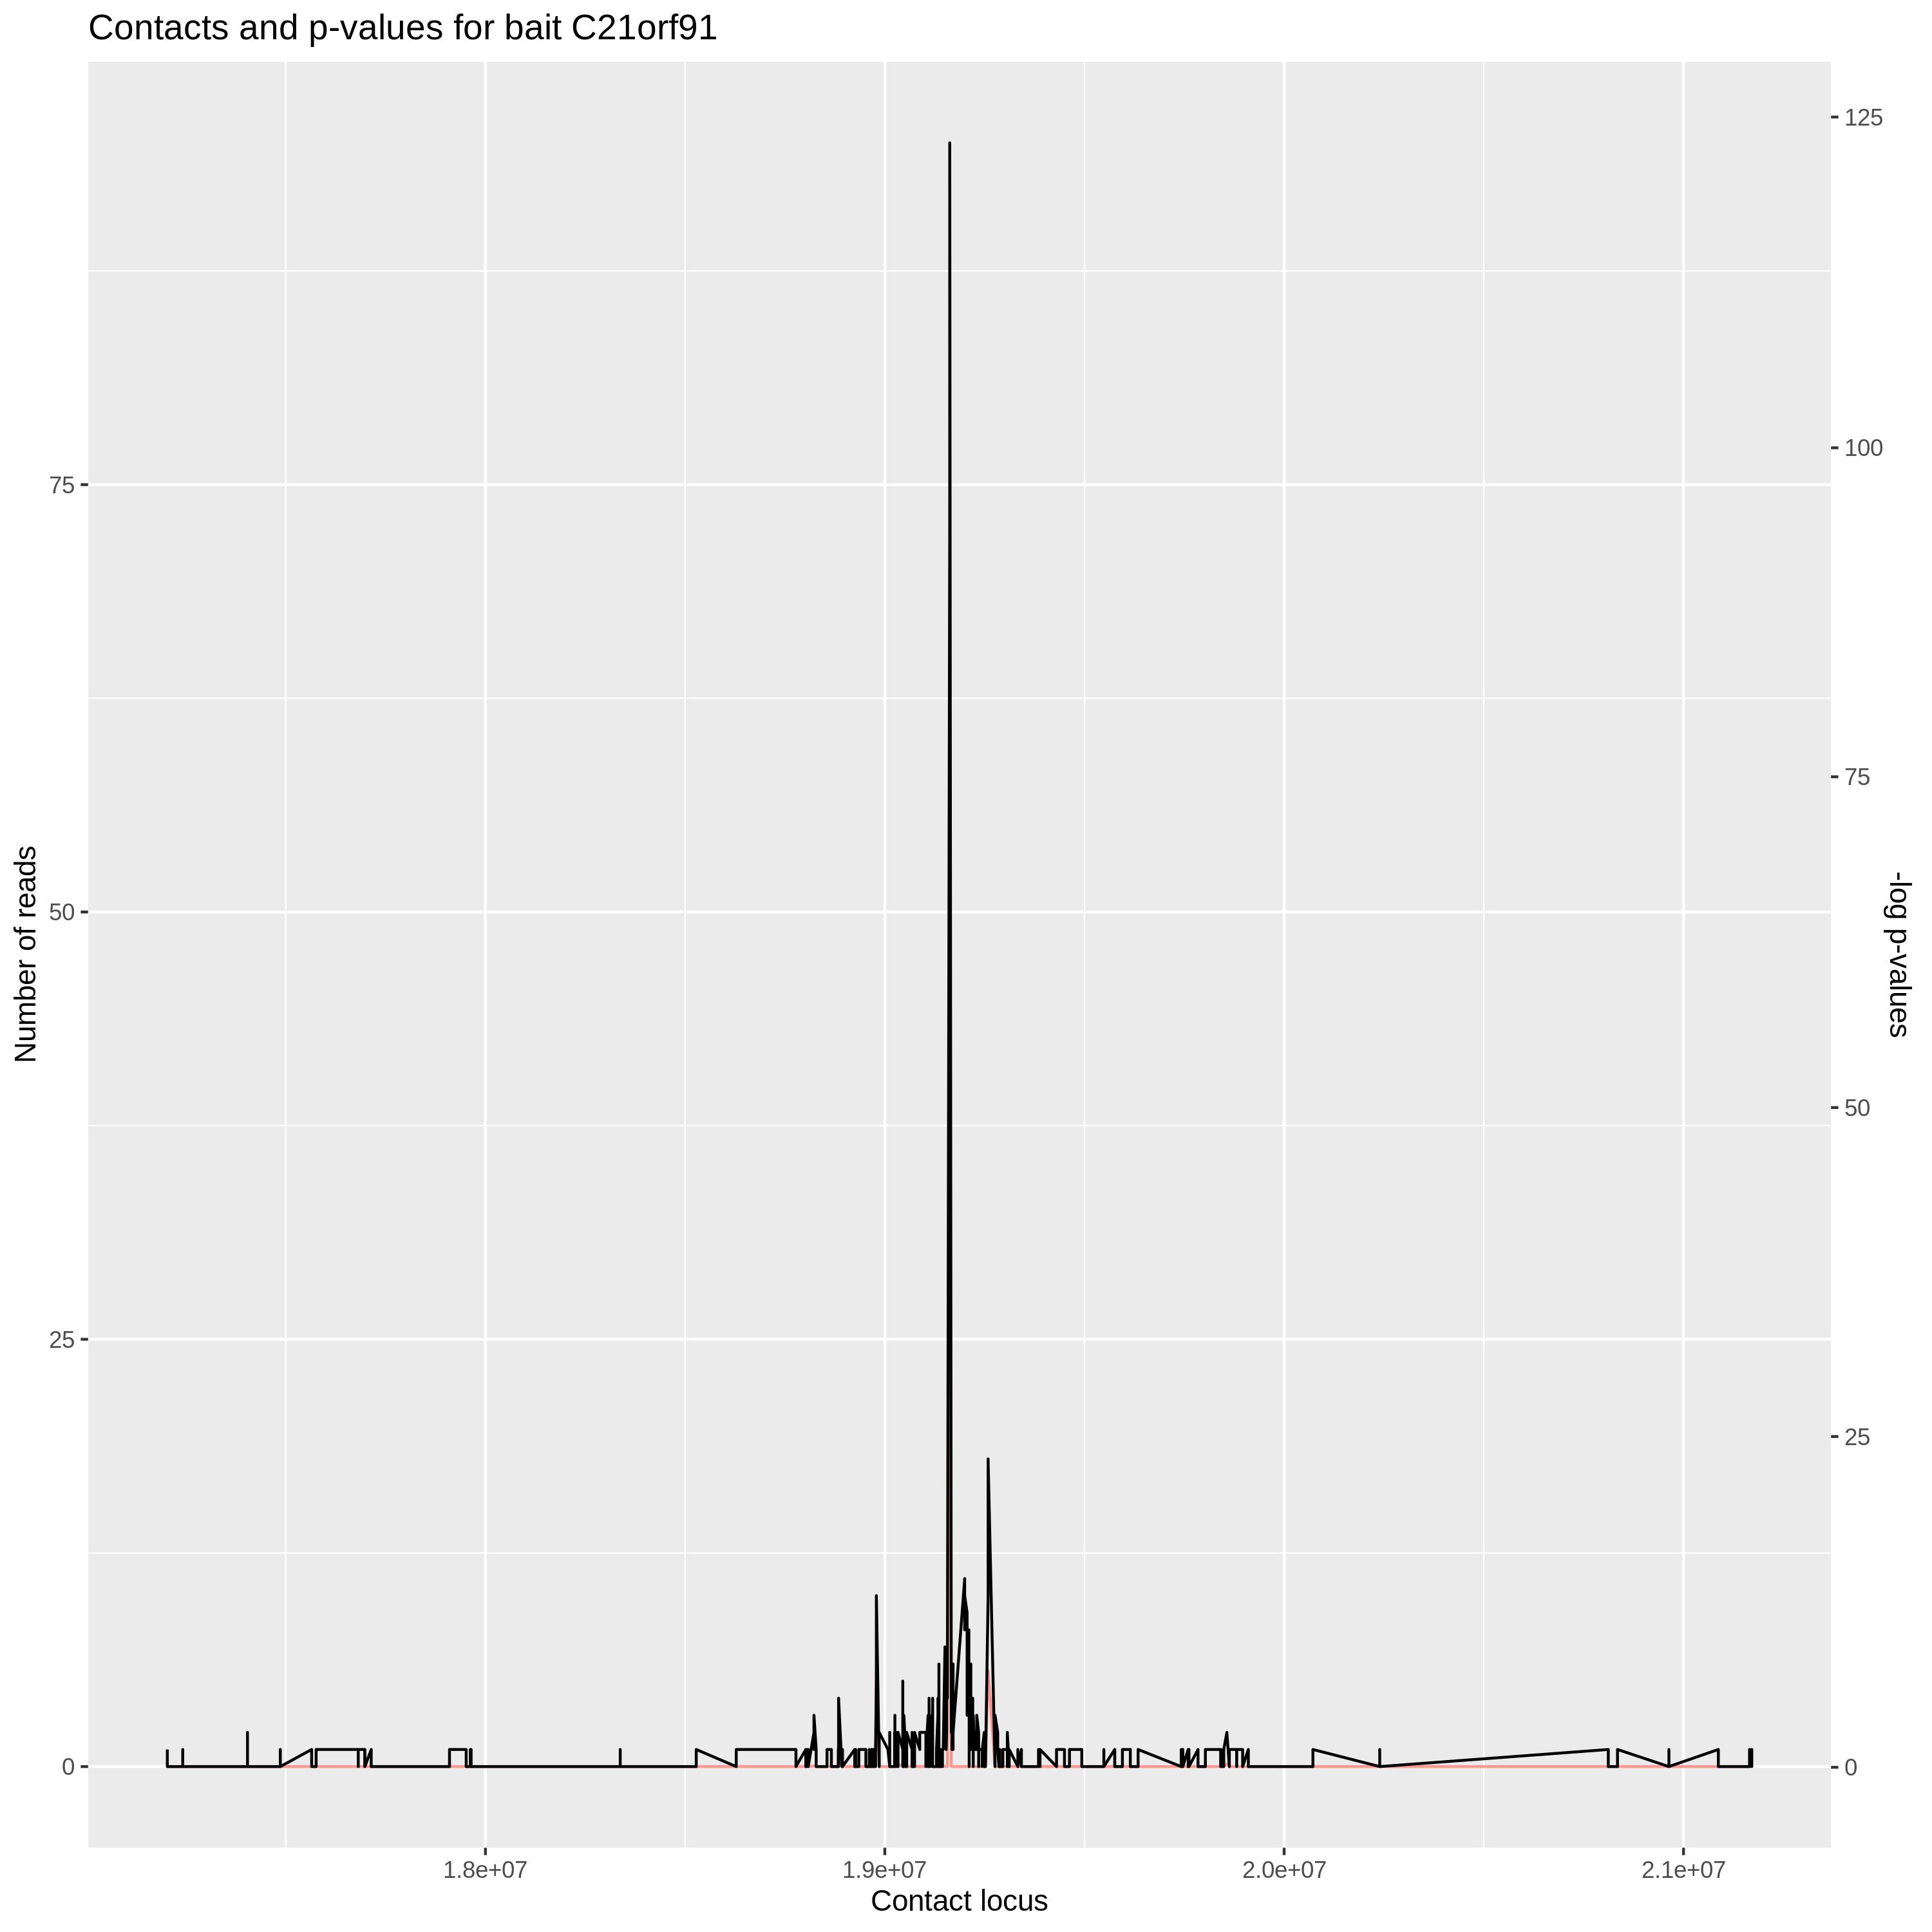 Contacts and p-values for bait C21orf91
125
100
75
75
Number of reads
-log p-values
50
50
25
25
0
0
1.8e+07
1.9e+07
2.0e+07
2.1e+07
Contact locus